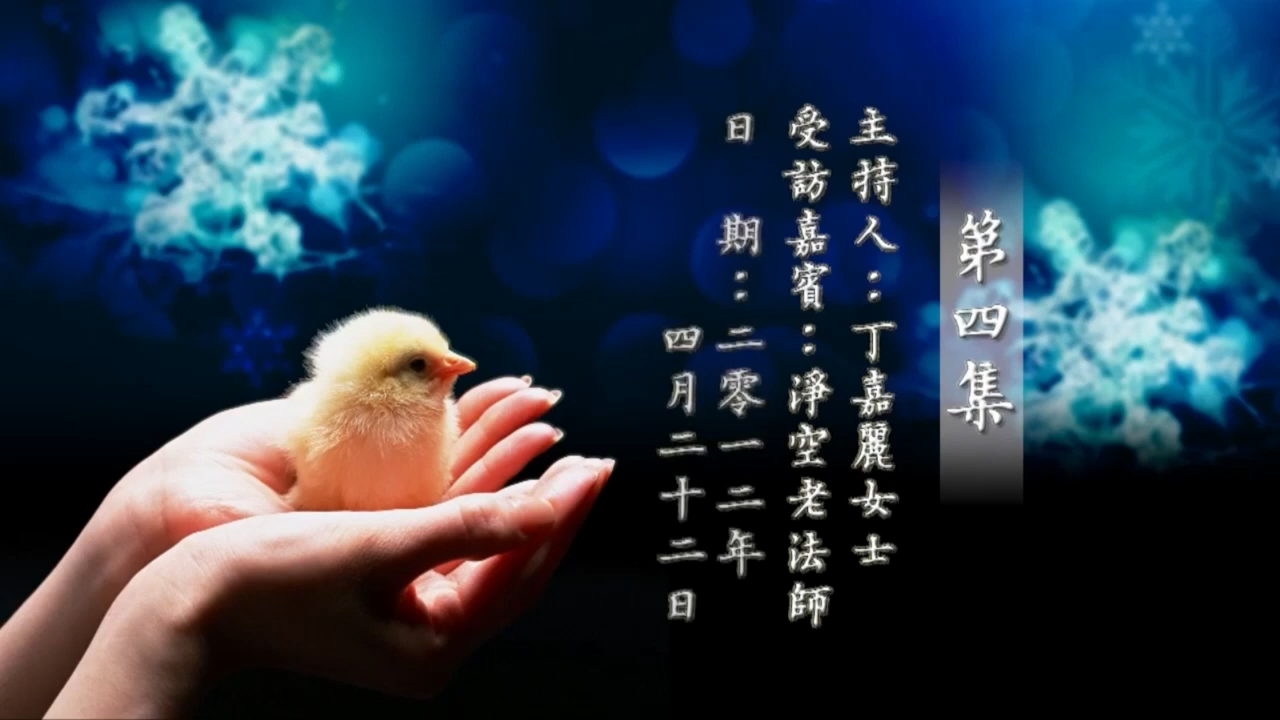 第四集
主持人：丁嘉麗女士
受訪嘉賓：淨空老法師
日　期：二零一二年
四月二十二日